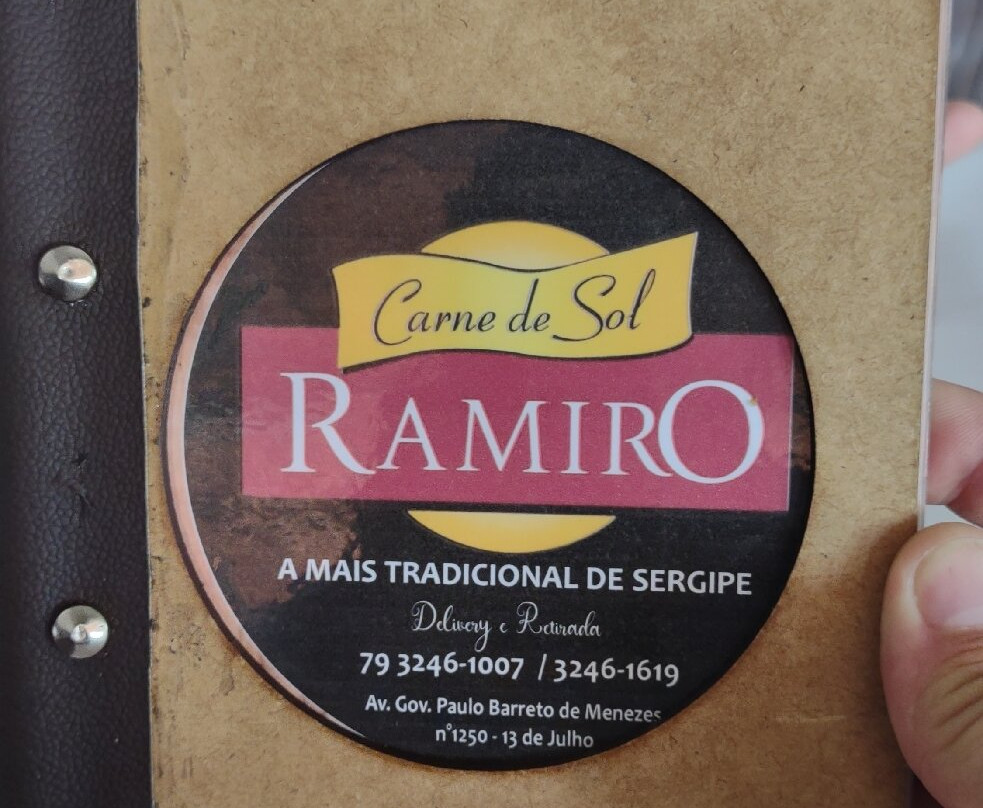 Carne de Sol
RAMIRO
A MAIS TRADICIONAL DE SERGIPE
Delivery e Retirada
79 3246-1007 / 3246-1619
Av. Gov. Paulo Barreto de Menezes
n°1250 - 13 de Julho